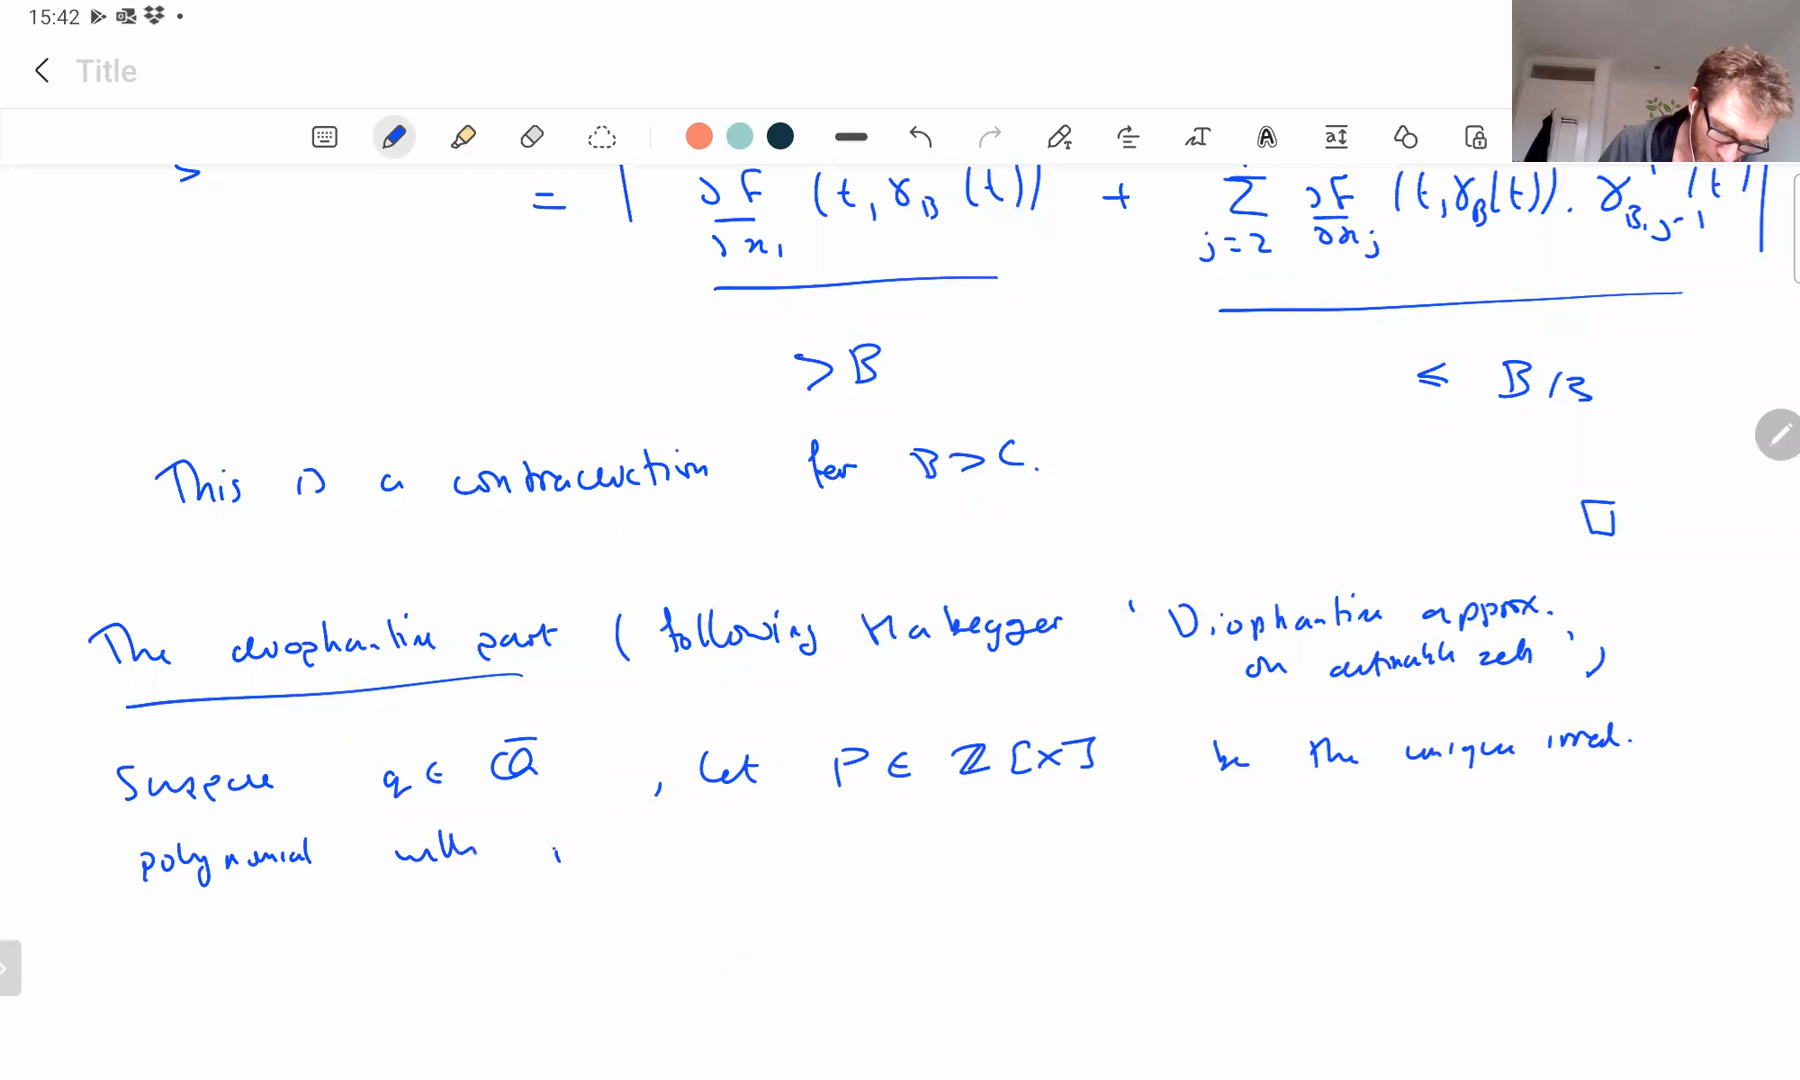 15:42
Title
= | ∂F/∂x₁ (t, γ_B(t)) + Σ_{j=2} ∂F/∂x_j (t, γ_B(t)). γ'_{B,j-1}(t) |
> B ≤ B/3
This is a contradiction for B > C.
□
The diophantine part ( following Habegger ' Diophantine approx.
on definable sets ' )
Suppose q ∈ Q̄ , let P ∈ ℤ[X] be the unique irred.
polynomial with